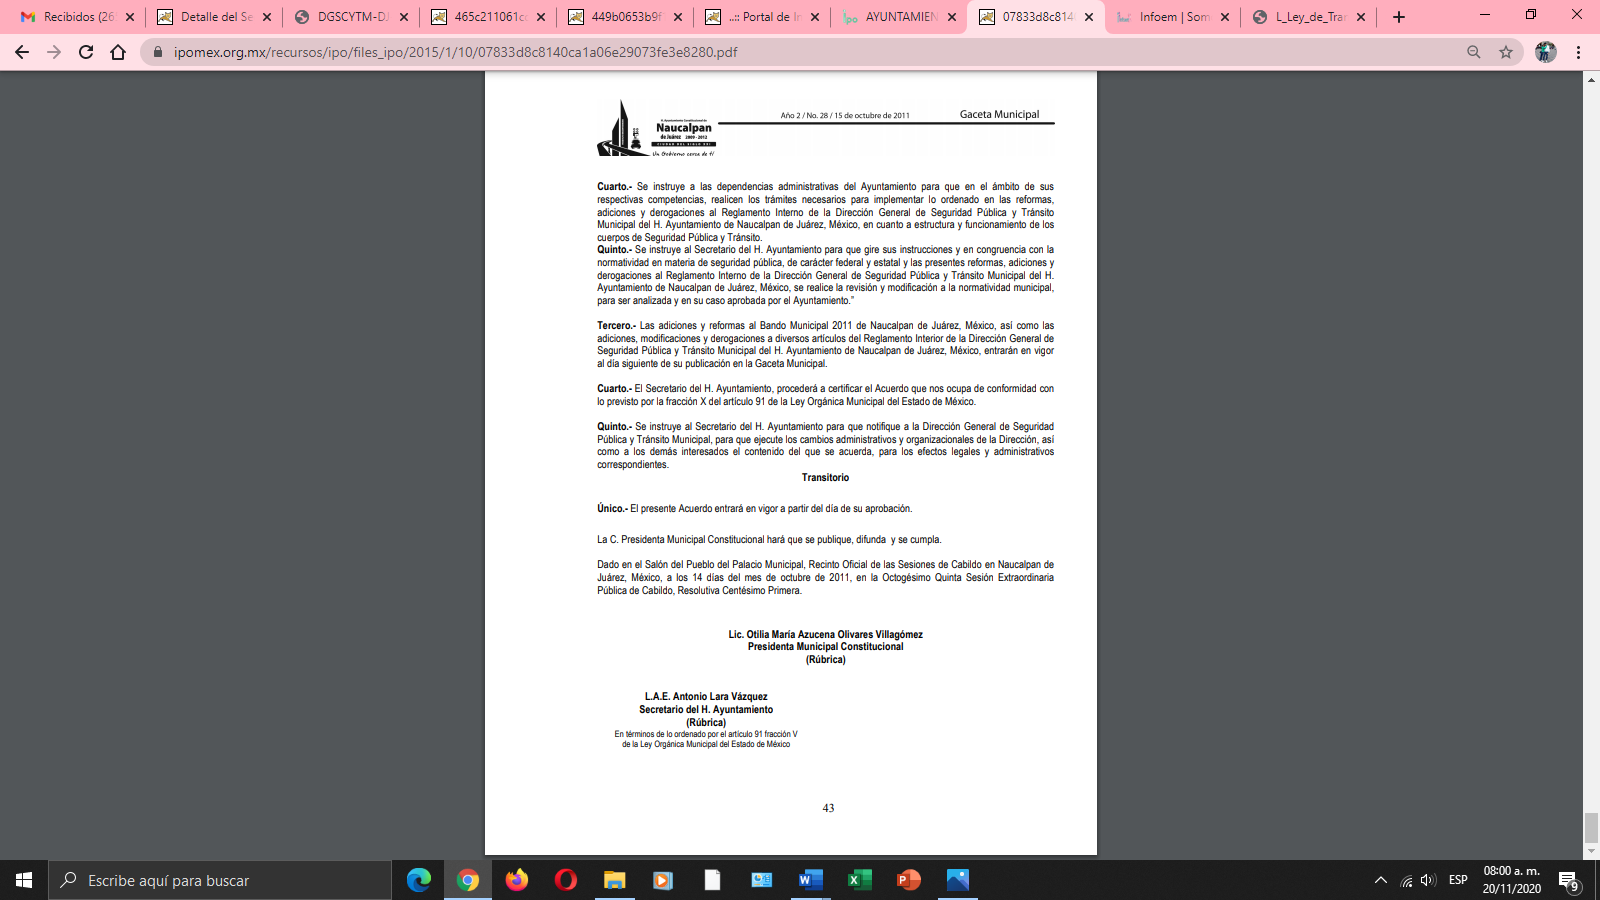 Recibidos (26
Detalle del Se
DGSCYTM-DJ
465c211061cc
449b0653b9f
..:: Portal de In
AYUNTAMIEN
07833d8c814
Infoem | Som
L_Ley_de_Tran
ipomex.org.mx/recursos/ipo/files_ipo/2015/1/10/07833d8c8140ca1a06e29073fe3e8280.pdf
H. Ayuntamiento Constitucional de
Naucalpan
de Juárez 2009 - 2012
CIUDAD DEL SIGLO XXI
Un Gobierno cerca de tí
Año 2 / No. 28 / 15 de octubre de 2011
Gaceta Municipal
Cuarto.- Se instruye a las dependencias administrativas del Ayuntamiento para que en el ámbito de sus
respectivas competencias, realicen los trámites necesarios para implementar lo ordenado en las reformas,
adiciones y derogaciones al Reglamento Interno de la Dirección General de Seguridad Pública y Tránsito
Municipal del H. Ayuntamiento de Naucalpan de Juárez, México, en cuanto a estructura y funcionamiento de los
cuerpos de Seguridad Pública y Tránsito.
Quinto.- Se instruye al Secretario del H. Ayuntamiento para que gire sus instrucciones y en congruencia con la
normatividad en materia de seguridad pública, de carácter federal y estatal y las presentes reformas, adiciones y
derogaciones al Reglamento Interno de la Dirección General de Seguridad Pública y Tránsito Municipal del H.
Ayuntamiento de Naucalpan de Juárez, México, se realice la revisión y modificación a la normatividad municipal,
para ser analizada y en su caso aprobada por el Ayuntamiento."
Tercero.- Las adiciones y reformas al Bando Municipal 2011 de Naucalpan de Juárez, México, así como las
adiciones, modificaciones y derogaciones a diversos artículos del Reglamento Interior de la Dirección General de
Seguridad Pública y Tránsito Municipal del H. Ayuntamiento de Naucalpan de Juárez, México, entrarán en vigor
al día siguiente de su publicación en la Gaceta Municipal.
Cuarto.- El Secretario del H. Ayuntamiento, procederá a certificar el Acuerdo que nos ocupa de conformidad con
lo previsto por la fracción X del artículo 91 de la Ley Orgánica Municipal del Estado de México.
Quinto.- Se instruye al Secretario del H. Ayuntamiento para que notifique a la Dirección General de Seguridad
Pública y Tránsito Municipal, para que ejecute los cambios administrativos y organizacionales de la Dirección, así
como a los demás interesados el contenido del que se acuerda, para los efectos legales y administrativos
correspondientes.
Transitorio
Único.- El presente Acuerdo entrará en vigor a partir del día de su aprobación.
La C. Presidenta Municipal Constitucional hará que se publique, difunda y se cumpla.
Dado en el Salón del Pueblo del Palacio Municipal, Recinto Oficial de las Sesiones de Cabildo en Naucalpan de
Juárez, México, a los 14 días del mes de octubre de 2011, en la Octogésimo Quinta Sesión Extraordinaria
Pública de Cabildo, Resolutiva Centésimo Primera.
Lic. Otilia María Azucena Olivares Villagómez
Presidenta Municipal Constitucional
(Rúbrica)
L.A.E. Antonio Lara Vázquez
Secretario del H. Ayuntamiento
(Rúbrica)
En términos de lo ordenado por el artículo 91 fracción V
de la Ley Orgánica Municipal del Estado de México
43
Escribe aquí para buscar
ESP
08:00 a. m.
20/11/2020
9